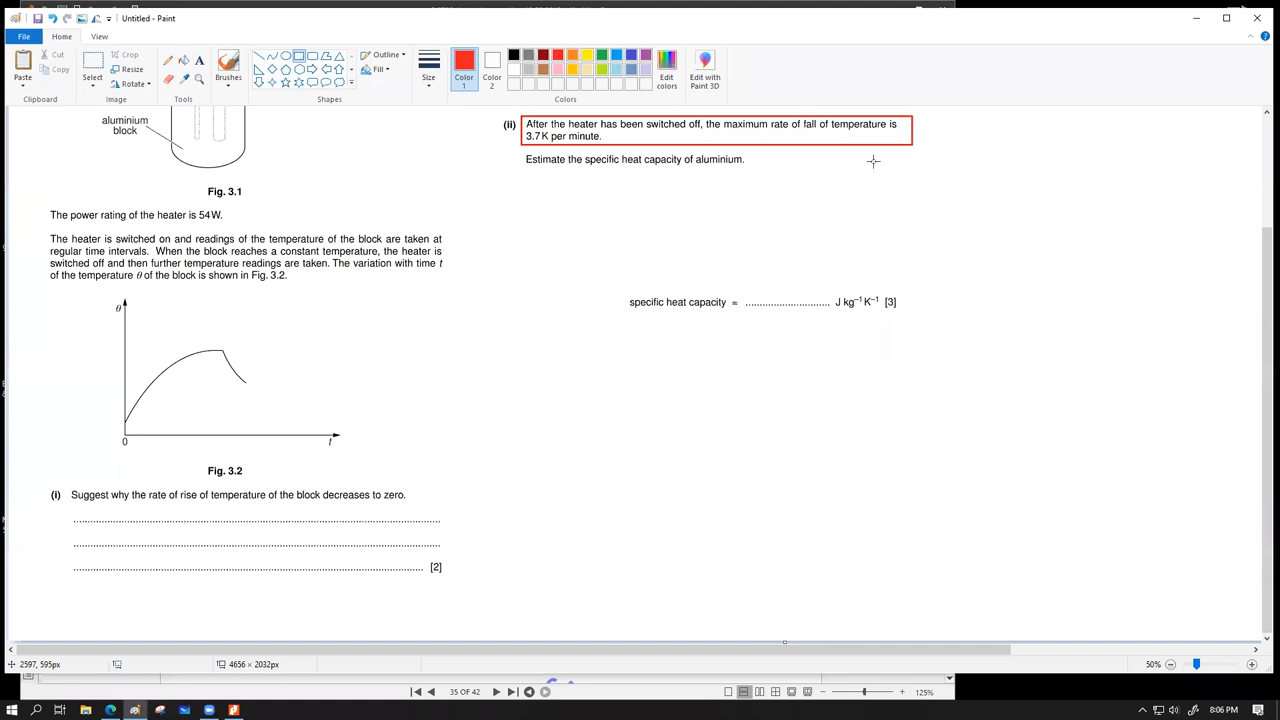 Untitled - Paint
File
Home
View
Paste
Cut
Copy
Clipboard
Select
Crop
Resize
Rotate
Image
Tools
Brushes
Outline
Fill
Shapes
Size
Color
1
Color
2
Edit
colors
Edit with
Paint 3D
Colors
aluminium
block
Fig. 3.1
The power rating of the heater is 54 W.
The heater is switched on and readings of the temperature of the block are taken at
regular time intervals. When the block reaches a constant temperature, the heater is
switched off and then further temperature readings are taken. The variation with time t
of the temperature θ of the block is shown in Fig. 3.2.
θ
0
t
Fig. 3.2
(i) Suggest why the rate of rise of temperature of the block decreases to zero.
[2]
(ii) After the heater has been switched off, the maximum rate of fall of temperature is
3.7 K per minute.
Estimate the specific heat capacity of aluminium.
specific heat capacity = .............................. J kg⁻¹ K⁻¹ [3]
2597, 595px
4656 × 2032px
50%
35 OF 42
125%
8:06 PM